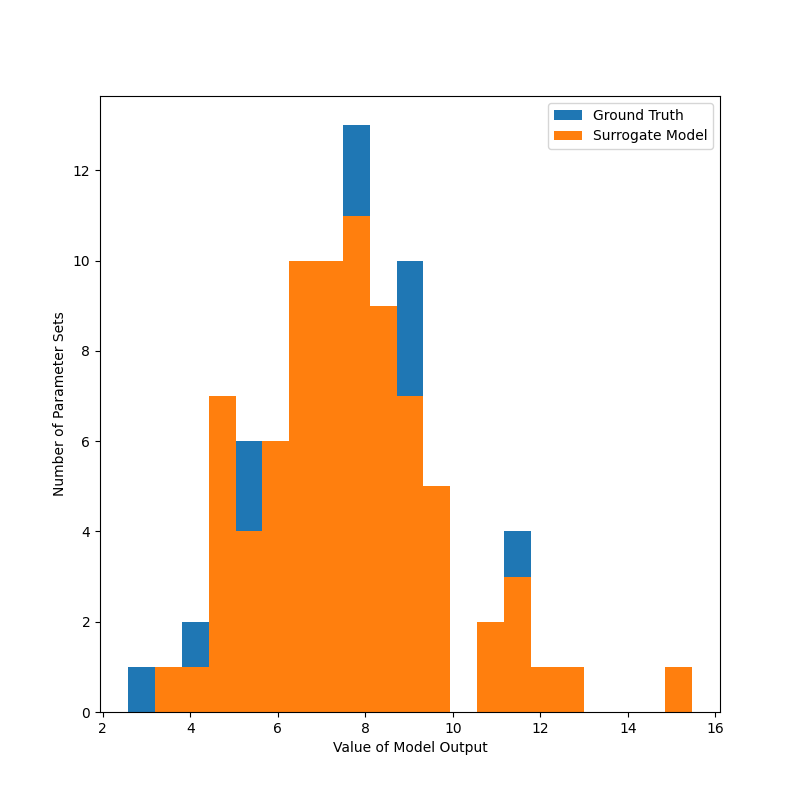 Ground Truth
Surrogate Model
Number of Parameter Sets
12
10
8
6
4
2
0
2 4 6 8 10 12 14 16
Value of Model Output